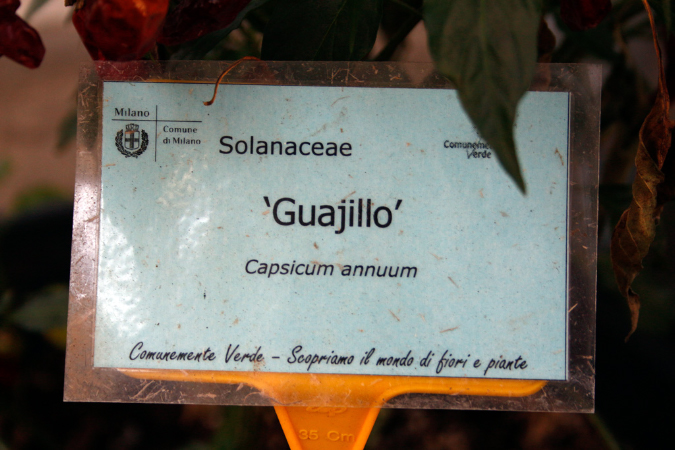 Milano
Comune
di Milano
Solanaceae
Comunemente
Verde
'Guajillo'
Capsicum annuum
Comunemente Verde – Scopriamo il mondo di fiori e piante
35 Cm